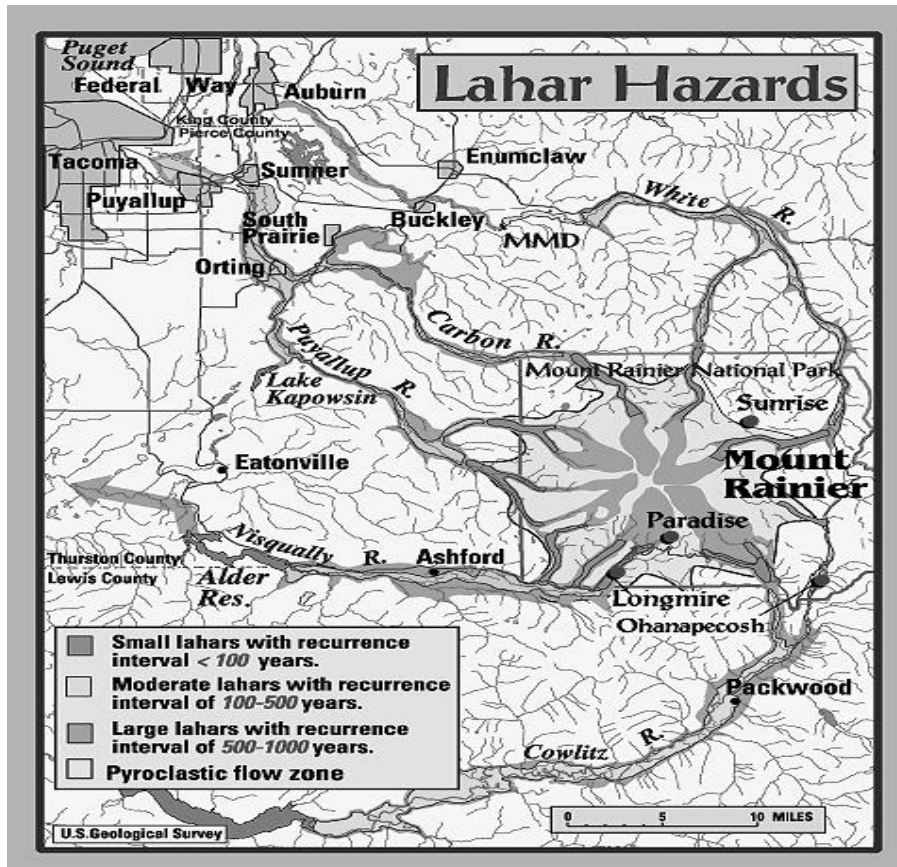 Lahar Hazards
Puget
Sound
Federal Way
Auburn
King County
Pierce County
Tacoma
Sumner
Enumclaw
Puyallup
South
Prairie
Buckley
MMD
White R.
Orting
Carbon R.
Puyallup R.
Lake
Kapowsin
Mount Rainier National Park
Sunrise
Eatonville
Mount
Rainier
Paradise
Nisqually R.
Ashford
Thurston County
Lewis County
Alder
Res.
Longmire
Ohanapecosh
Small lahars with recurrence
interval < 100 years.
Moderate lahars with recurrence
interval of 100-500 years.
Large lahars with recurrence
interval of 500-1000 years.
Pyroclastic flow zone
Packwood
Cowlitz R.
0 5 10 MILES
U.S.Geological Survey